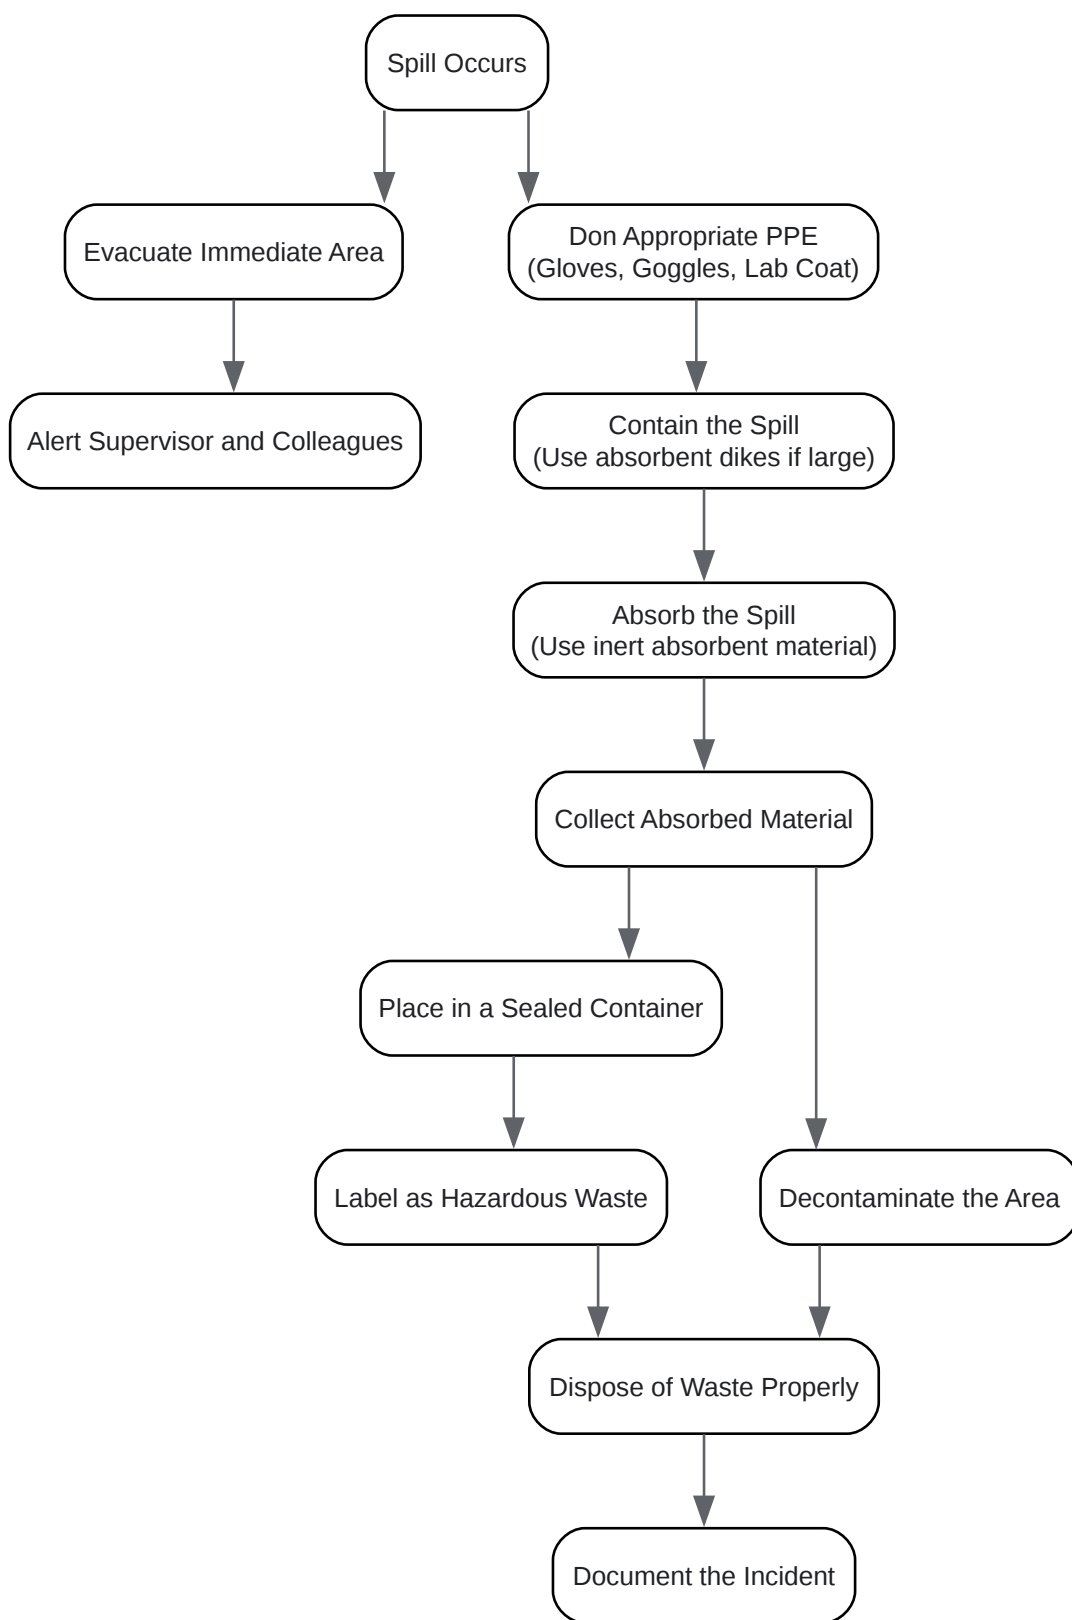 Spill Occurs
Evacuate Immediate Area
Don Appropriate PPE
(Gloves, Goggles, Lab Coat)
Alert Supervisor and Colleagues
Contain the Spill
(Use absorbent dikes if large)
Absorb the Spill
(Use inert absorbent material)
Collect Absorbed Material
Place in a Sealed Container
Label as Hazardous Waste
Decontaminate the Area
Dispose of Waste Properly
Document the Incident